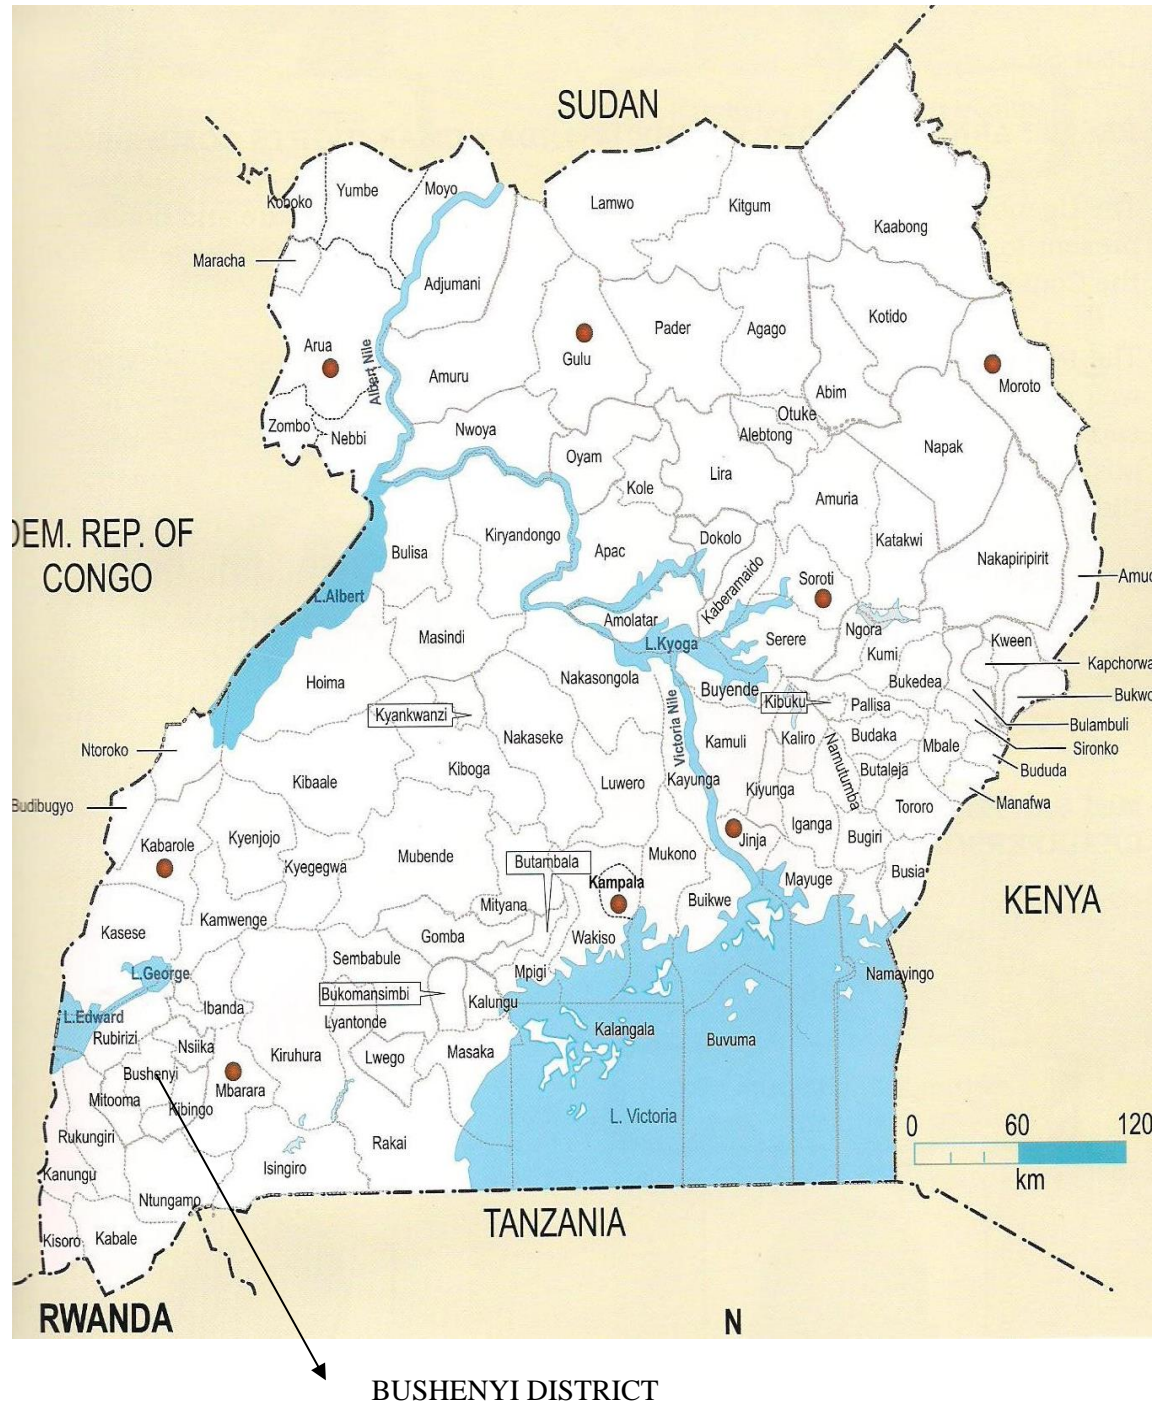 SUDAN
Koboko
Yumbe
Moyo
Lamwo
Kitgum
Kaabong
Maracha
Adjumani
Kotido
Pader
Agago
Arua
Albert Nile
Gulu
Moroto
Amuru
Abim
Otuke
Zombo
Nebbi
Nwoya
Alebtong
Napak
Oyam
Lira
Kole
Amuria
DEM. REP. OF
CONGO
Kiryandongo
Bulisa
Apac
Dokolo
Katakwi
Nakapiripirit
Kaberamaido
Soroti
Amud
L.Albert
Amolatar
Masindi
L.Kyoga
Serere
Ngora
Kween
Kumi
Kapchorwa
Hoima
Nakasongola
Bukedea
Buyende
Kibuku
Pallisa
Bukwo
Kyankwanzi
Victoria Nile
Bulambuli
Ntoroko
Nakaseke
Kamuli
Kaliro
Namutumba
Budaka
Mbale
Sironko
Kibaale
Kiboga
Luwero
Kayunga
Kiyunga
Butaleja
Bududa
Budibugyo
Tororo
Manafwa
Kabarole
Kyenjojo
Kyegegwa
Mubende
Butambala
Mukono
Jinja
Iganga
Bugiri
Kampala
Mayuge
Busia
Mityana
Buikwe
KENYA
Kasese
Kamwenge
Gomba
Wakiso
Sembabule
Mpigi
L.George
Namayingo
Bukomansimbi
Kalungu
Ibanda
L.Edward
Lyantonde
Kalangala
Buvuma
Rubirizi
Nsiika
Kiruhura
Lwego
Masaka
Bushenyi
Mbarara
Mitooma
Kibingo
L. Victoria
0 60 120
km
Rukungiri
Rakai
Isingiro
Kanungu
Ntungamo
TANZANIA
Kisoro
Kabale
RWANDA
N
BUSHENYI DISTRICT